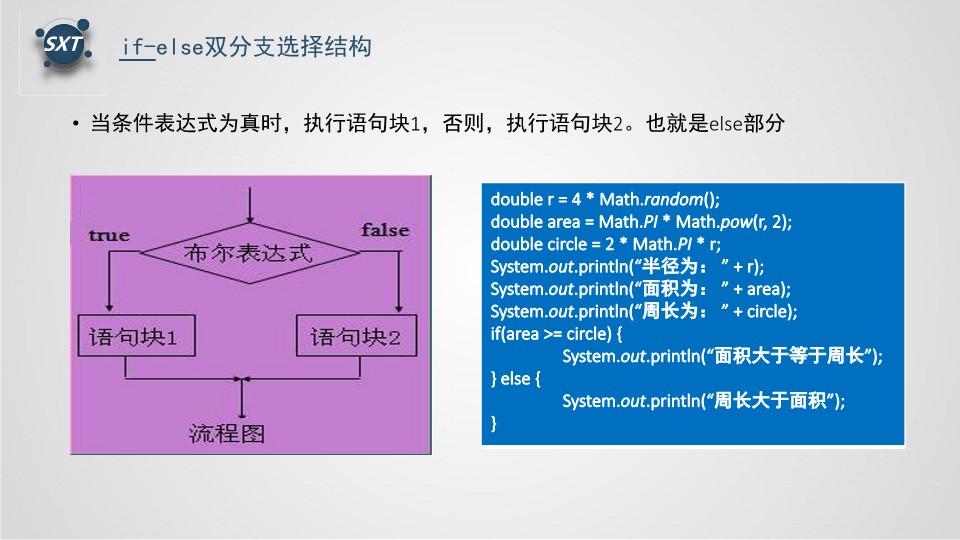 SXT
if-else双分支选择结构
• 当条件表达式为真时，执行语句块1，否则，执行语句块2。也就是else部分
true
false
布尔表达式
语句块1
语句块2
流程图
double r = 4 * Math.random();
double area = Math.PI * Math.pow(r, 2);
double circle = 2 * Math.PI * r;
System.out.println(“半径为： ” + r);
System.out.println(“面积为： ” + area);
System.out.println(“周长为： ” + circle);
if(area >= circle) {
System.out.println(“面积大于等于周长”);
} else {
System.out.println(“周长大于面积”);
}